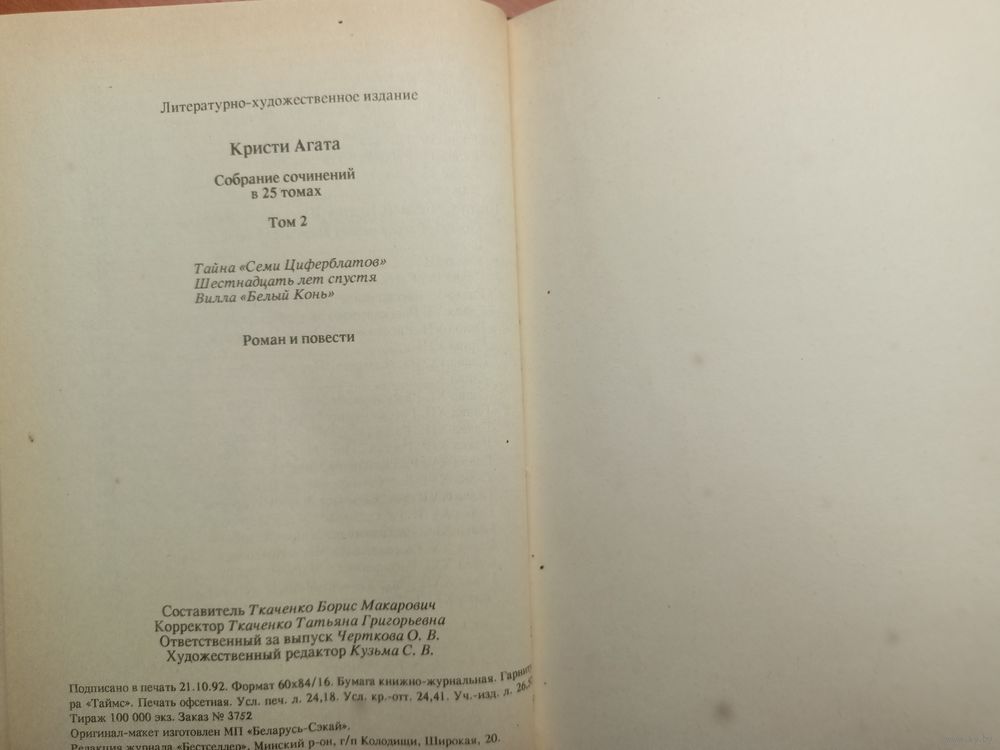 Литературно-художественное издание
Кристи Агата
Собрание сочинений
в 25 томах
Том 2
Тайна «Семи Циферблатов»
Шестнадцать лет спустя
Вилла «Белый Конь»
Роман и повести
Составитель Ткаченко Борис Макарович
Корректор Ткаченко Татьяна Григорьевна
Ответственный за выпуск Черткова О. В.
Художественный редактор Кузьма С. В.
Подписано в печать 21.10.92. Формат 60х84/16. Бумага книжно-журнальная. Гарниту
ра «Таймс». Печать офсетная. Усл. печ. л. 24,18. Усл. кр.-отт. 24,41. Уч.-изд. л.
Тираж 100 000 экз. Заказ № 3752
Оригинал-макет изготовлен МП «Беларусь-Сэкай».
Редакция журнала «Бестселлер», Минский р-он, г/п Колодищи, Широкая, 20.